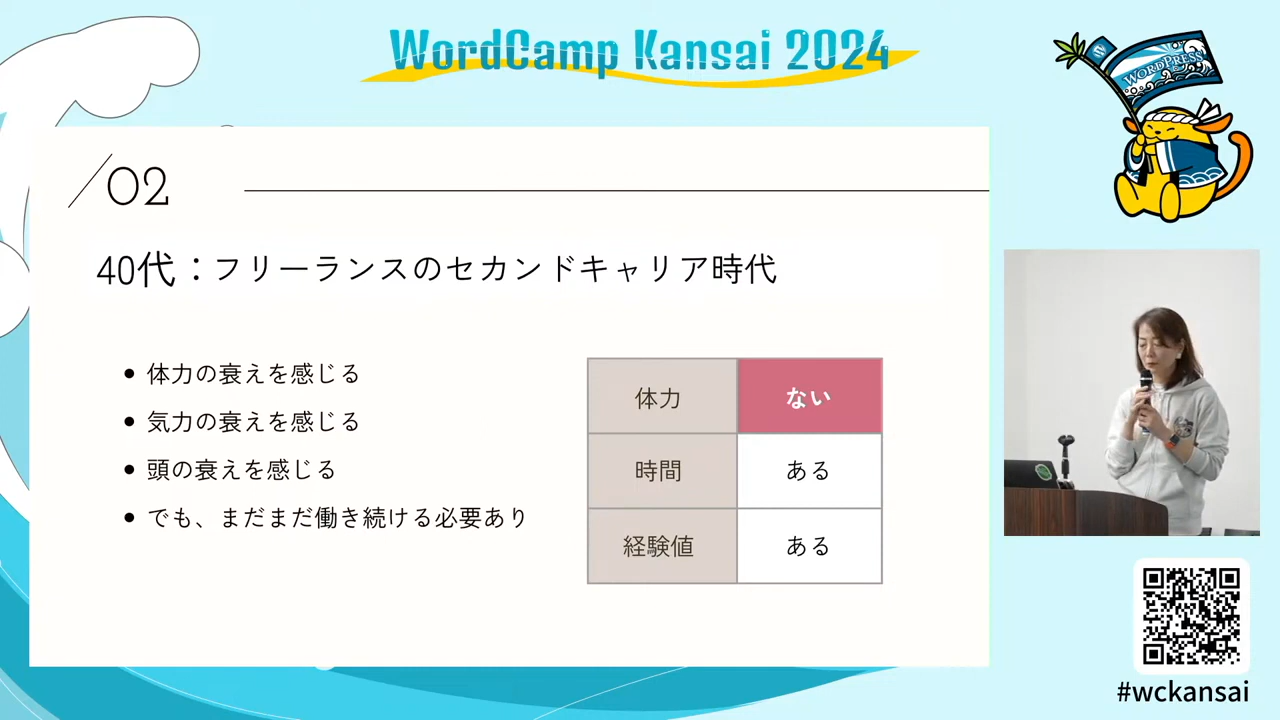 WordCamp Kansai 2024
WORDPRESS
/02
40代：フリーランスのセカンドキャリア時代
• 体力の衰えを感じる
• 気力の衰えを感じる
• 頭の衰えを感じる
• でも、まだまだ働き続ける必要あり
体力 ない
時間 ある
経験値 ある
#wckansai